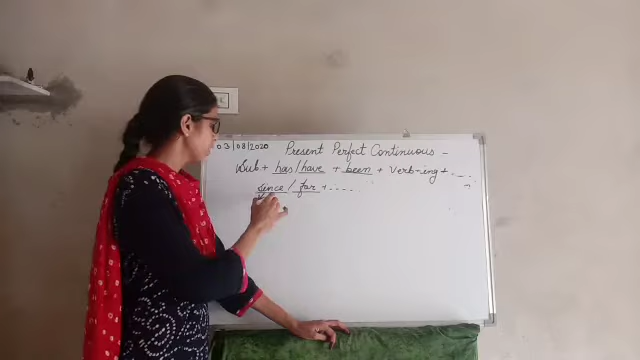 03/08/2020 Present Perfect Continuous -
Sub + has/have + been + Verb-ing + ....
since / for + ....